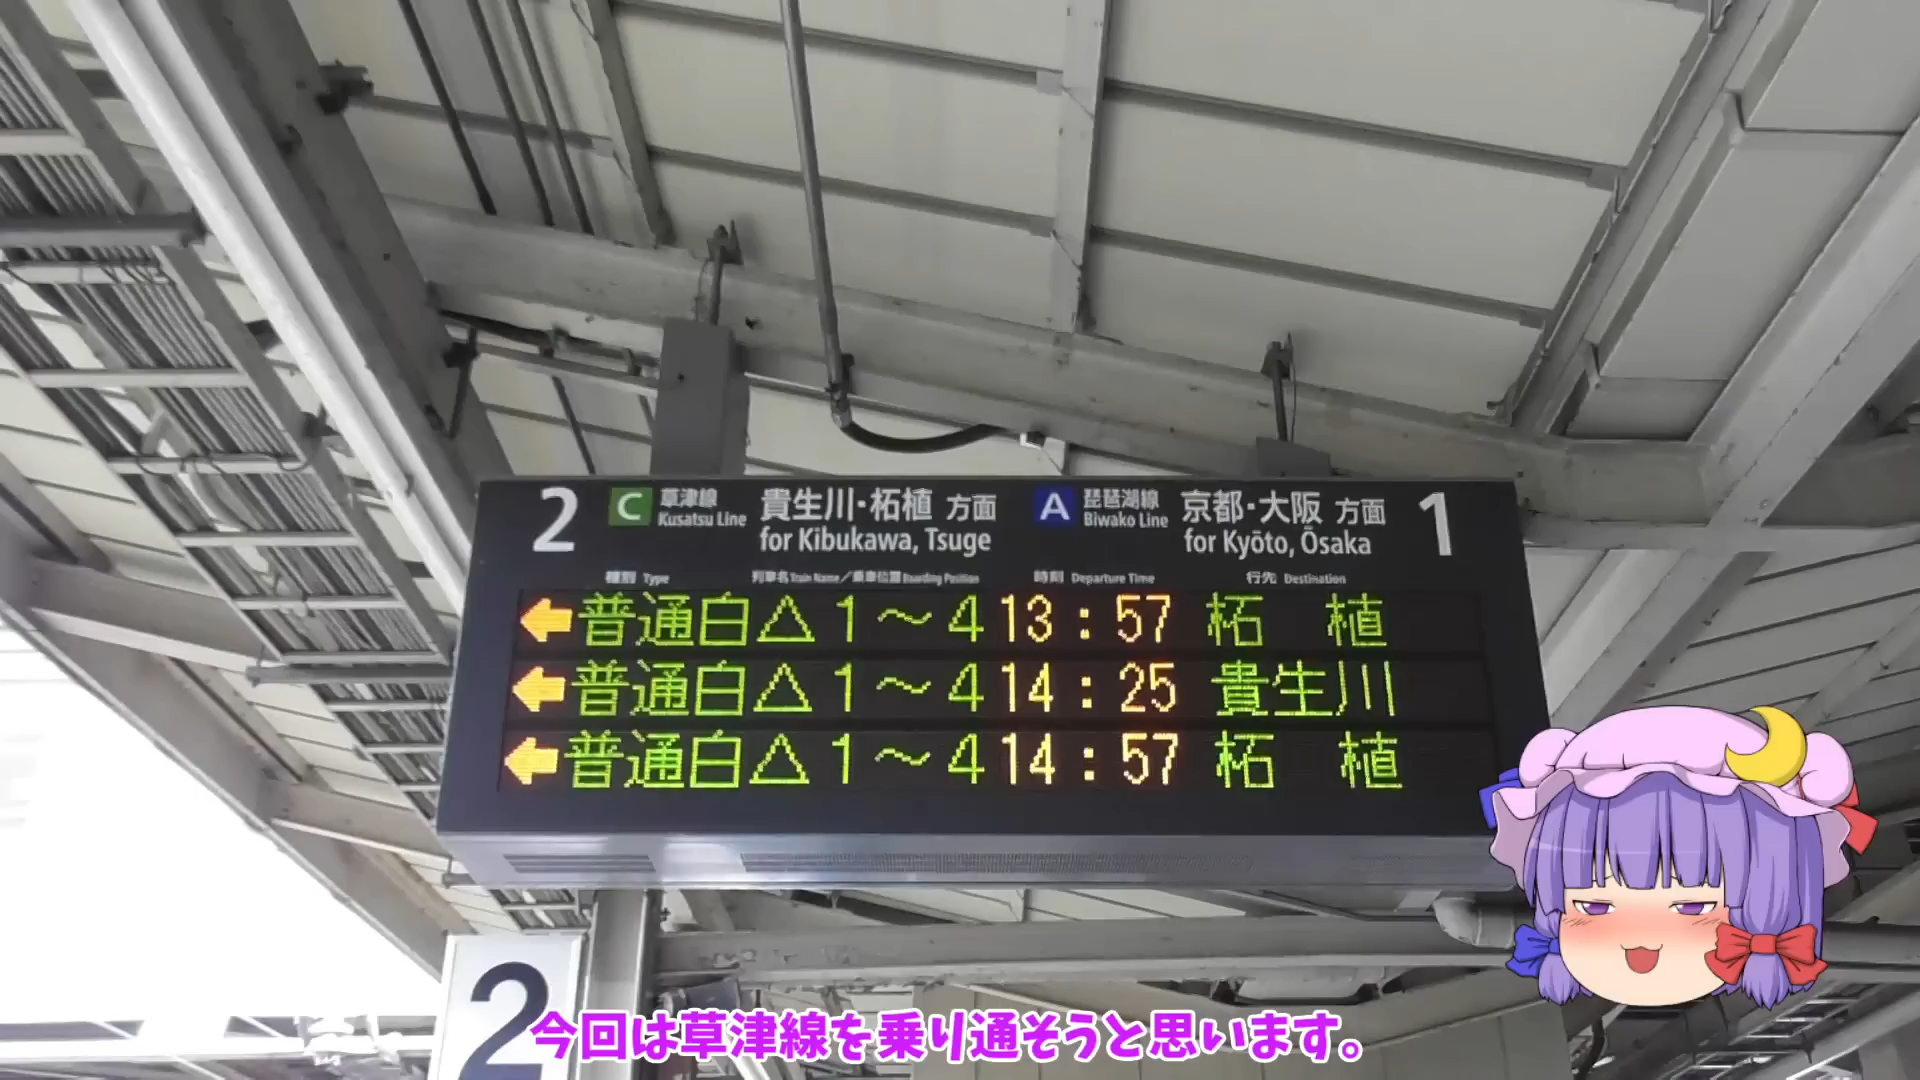 2 C 草津線 Kusatsu Line 貴生川・柘植 方面 for Kibukawa, Tsuge A 琵琶湖線 Biwako Line 京都・大阪 方面 for Kyōto, Ōsaka 1
種別 Type 列車名 Train Name／乗車位置 Boarding Position 時刻 Departure Time 行先 Destination
←普通白△1～4 13:57 柘植
←普通白△1～4 14:25 貴生川
←普通白△1～4 14:57 柘植
2
今回は草津線を乗り通そうと思います。